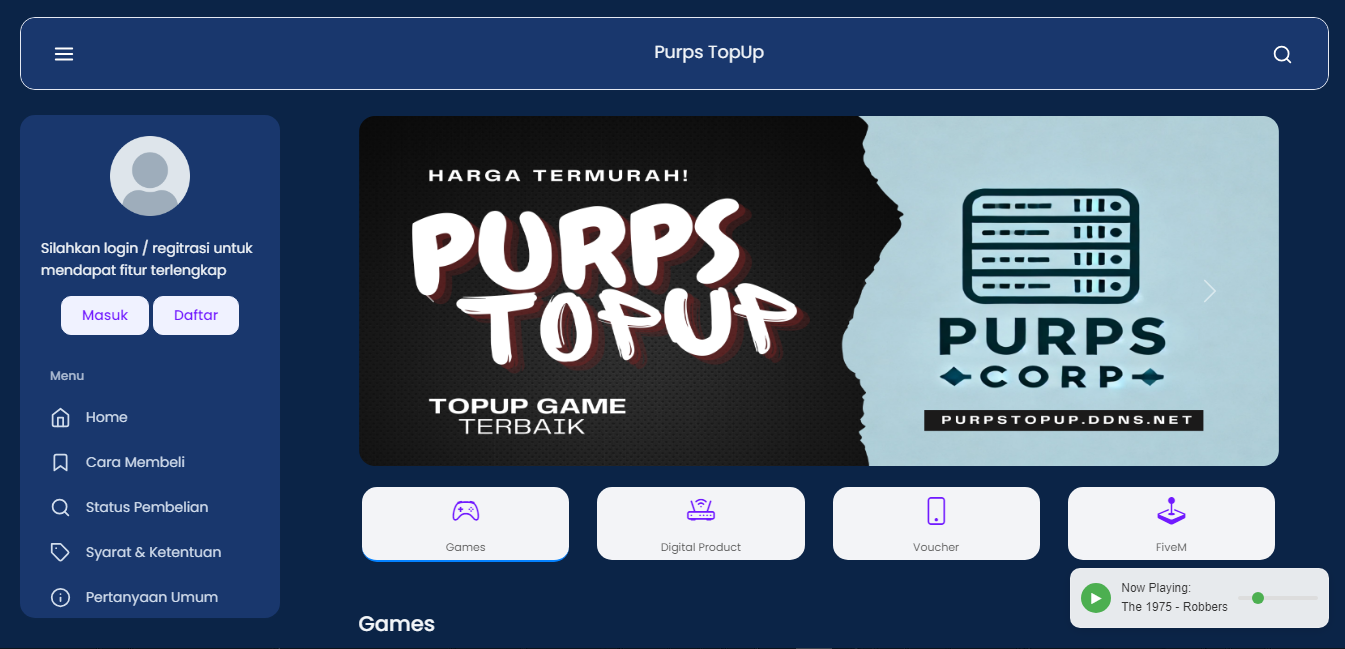 Purps TopUp
Silahkan login / regitrasi untuk
mendapat fitur terlengkap
Masuk
Daftar
Menu
Home
Cara Membeli
Status Pembelian
Syarat & Ketentuan
Pertanyaan Umum
HARGA TERMURAH!
PURPS
TOPUP
TOPUP GAME
TERBAIK
PURPS
CORP
PURPSTOPUP.DDNS.NET
Games
Digital Product
Voucher
FiveM
Now Playing:
The 1975 - Robbers
Games